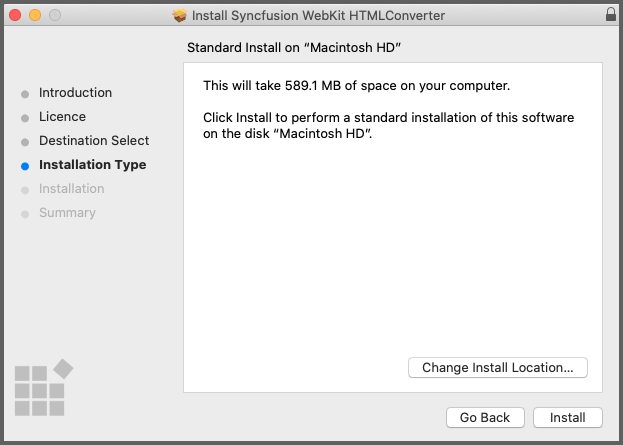 Install Syncfusion WebKit HTMLConverter
Standard Install on “Macintosh HD”
Introduction
Licence
Destination Select
Installation Type
Installation
Summary
This will take 589.1 MB of space on your computer.
Click Install to perform a standard installation of this software
on the disk “Macintosh HD”.
Change Install Location...
Go Back
Install